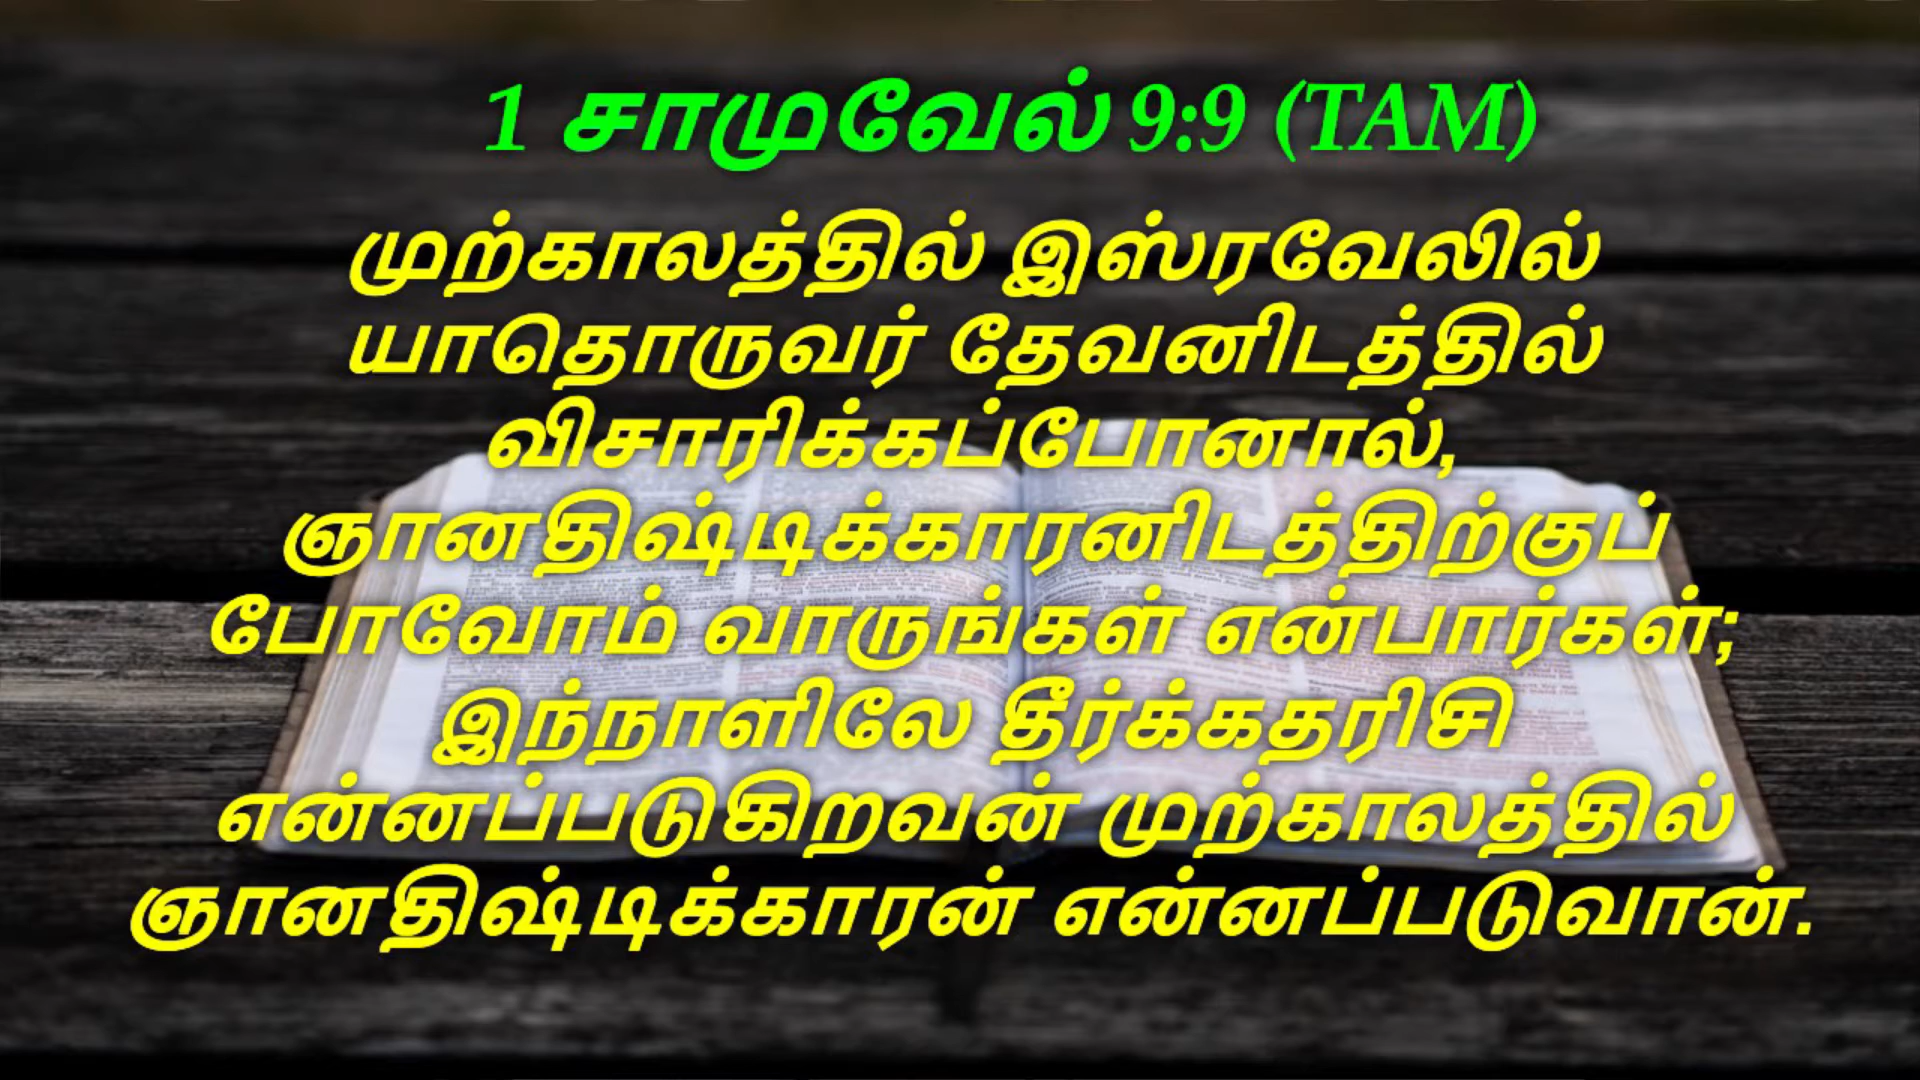 1 சாமுவேல் 9:9 (TAM)
முற்காலத்தில் இஸ்ரவேலில்
யாதொருவர் தேவனிடத்தில்
விசாரிக்கப்போனால்,
ஞானதிஷ்டிக்காரனிடத்திற்குப்
போவோம் வாருங்கள் என்பார்கள்;
இந்நாளிலே தீர்க்கதரிசி
என்னப்படுகிறவன் முற்காலத்தில்
ஞானதிஷ்டிக்காரன் என்னப்படுவான்.